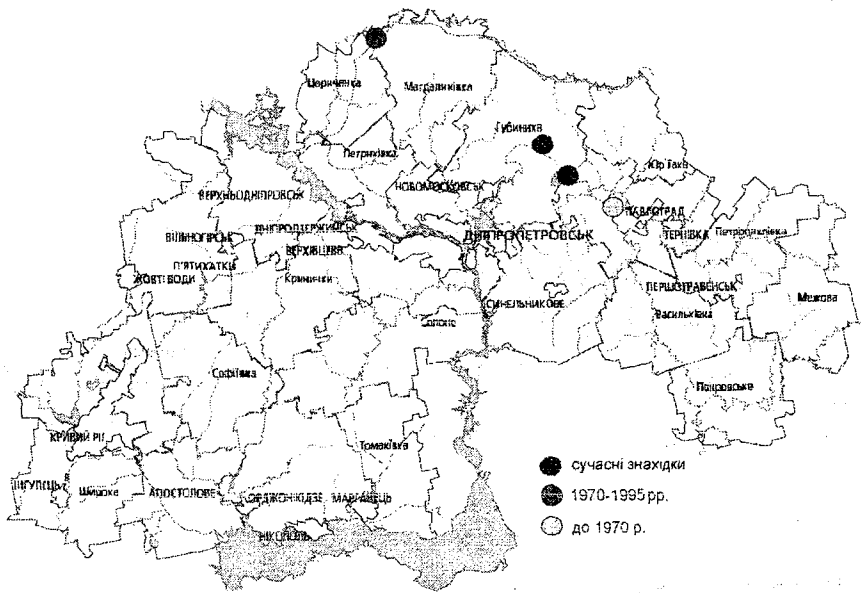 Царичанка
Магдалинівка
Губиниха
Петриківка
Юр'ївка
НОВОМОСКОВСЬК
ВЕРХНЬОДНІПРОВСЬК
ПАВЛОГРАД
ДНІПРОДЗЕРЖИНСЬК
ДНІПРОПЕТРОВСЬК
ТЕРНІВКА
Петропавлівка
ВІЛЬНОГІРСЬК
ВЕРХІВЦЕВЕ
П'ЯТИХАТКИ
ЖОВТІ ВОДИ
Кринички
ПЕРШОТРАВЕНСЬК
Межова
СИНЕЛЬНИКОВЕ
Васильківка
Солоне
Софіївка
Покровське
КРИВИЙ РІГ
Томаківка
сучасні знахідки
ІНГУЛЕЦЬ
Широке
АПОСТОЛОВЕ
ОРДЖОНІКІДЗЕ
МАРГАНЕЦЬ
1970-1995рр.
до 1970 р.
НІКОПОЛЬ